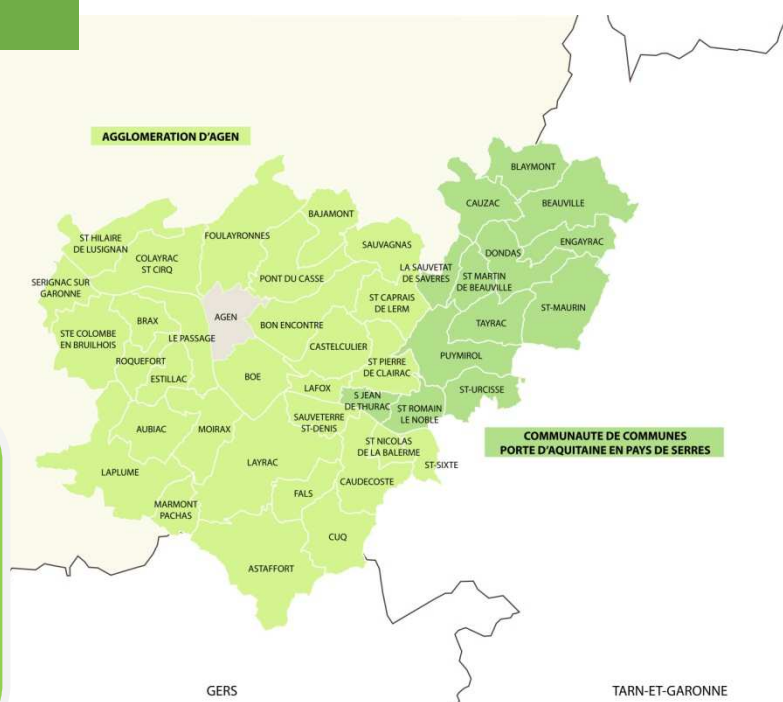 AGGLOMERATION D'AGEN
BLAYMONT
CAUZAC
BEAUVILLE
BAJAMONT
ST HILAIRE
DE LUSIGNAN
FOULAYRONNES
SAUVAGNAS
ENGAYRAC
DONDAS
COLAYRAC
ST CIRQ
LA SAUVETAT
DE SAVERES
ST MARTIN
DE BEAUVILLE
PONT DU CASSE
SERIGNAC SUR
GARONNE
ST CAPRAIS
DE LERM
ST-MAURIN
AGEN
BRAX
BON ENCONTRE
TAYRAC
STE COLOMBE
EN BRUILHOIS
LE PASSAGE
CASTELCULIER
PUYMIROL
ROQUEFORT
ST PIERRE
DE CLAIRAC
ESTILLAC
BOE
LAFOX
ST-URCISSE
S JEAN
DE THURAC
ST ROMAIN
LE NOBLE
SAUVETERRE
ST-DENIS
AUBIAC
MOIRAX
COMMUNAUTE DE COMMUNES
PORTE D'AQUITAINE EN PAYS DE SERRES
ST NICOLAS
DE LA BALERME
LAYRAC
ST-SIXTE
LAPLUME
CAUDECOSTE
FALS
MARMONT
PACHAS
CUQ
ASTAFFORT
GERS
TARN-ET-GARONNE